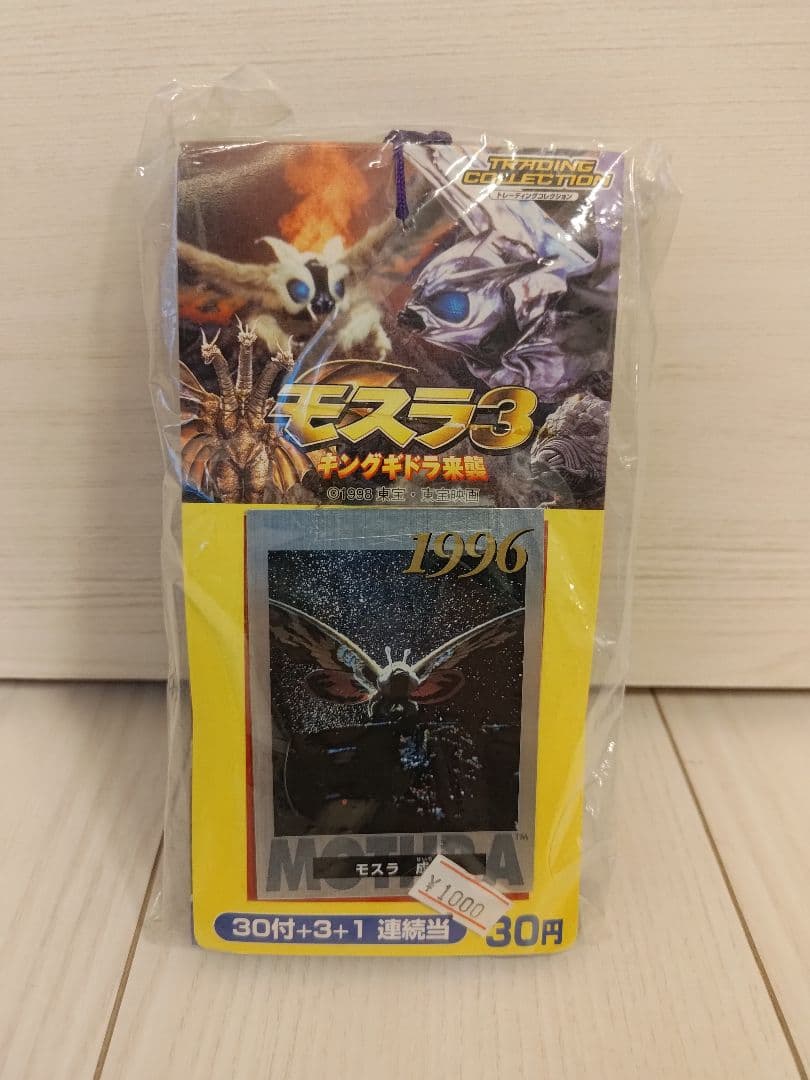 TRADING
COLLECTION
トレーディングコレクション
モスラ3
キングギドラ来襲
©1998 東宝・東宝映画
1996
MOTHRA™
モスラ 成
¥1000
30付+3+1 連続当
30円